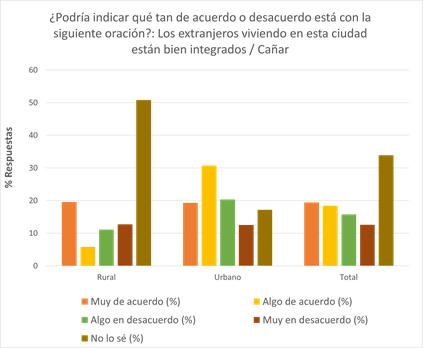 ¿Podría indicar qué tan de acuerdo o desacuerdo está con la
siguiente oración?: Los extranjeros viviendo en esta ciudad
están bien integrados / Cañar
60
50
40
30
20
10
0
% Respuestas
Rural Urbano Total
Muy de acuerdo (%) Algo de acuerdo (%)
Algo en desacuerdo (%) Muy en desacuerdo (%)
No lo sé (%)